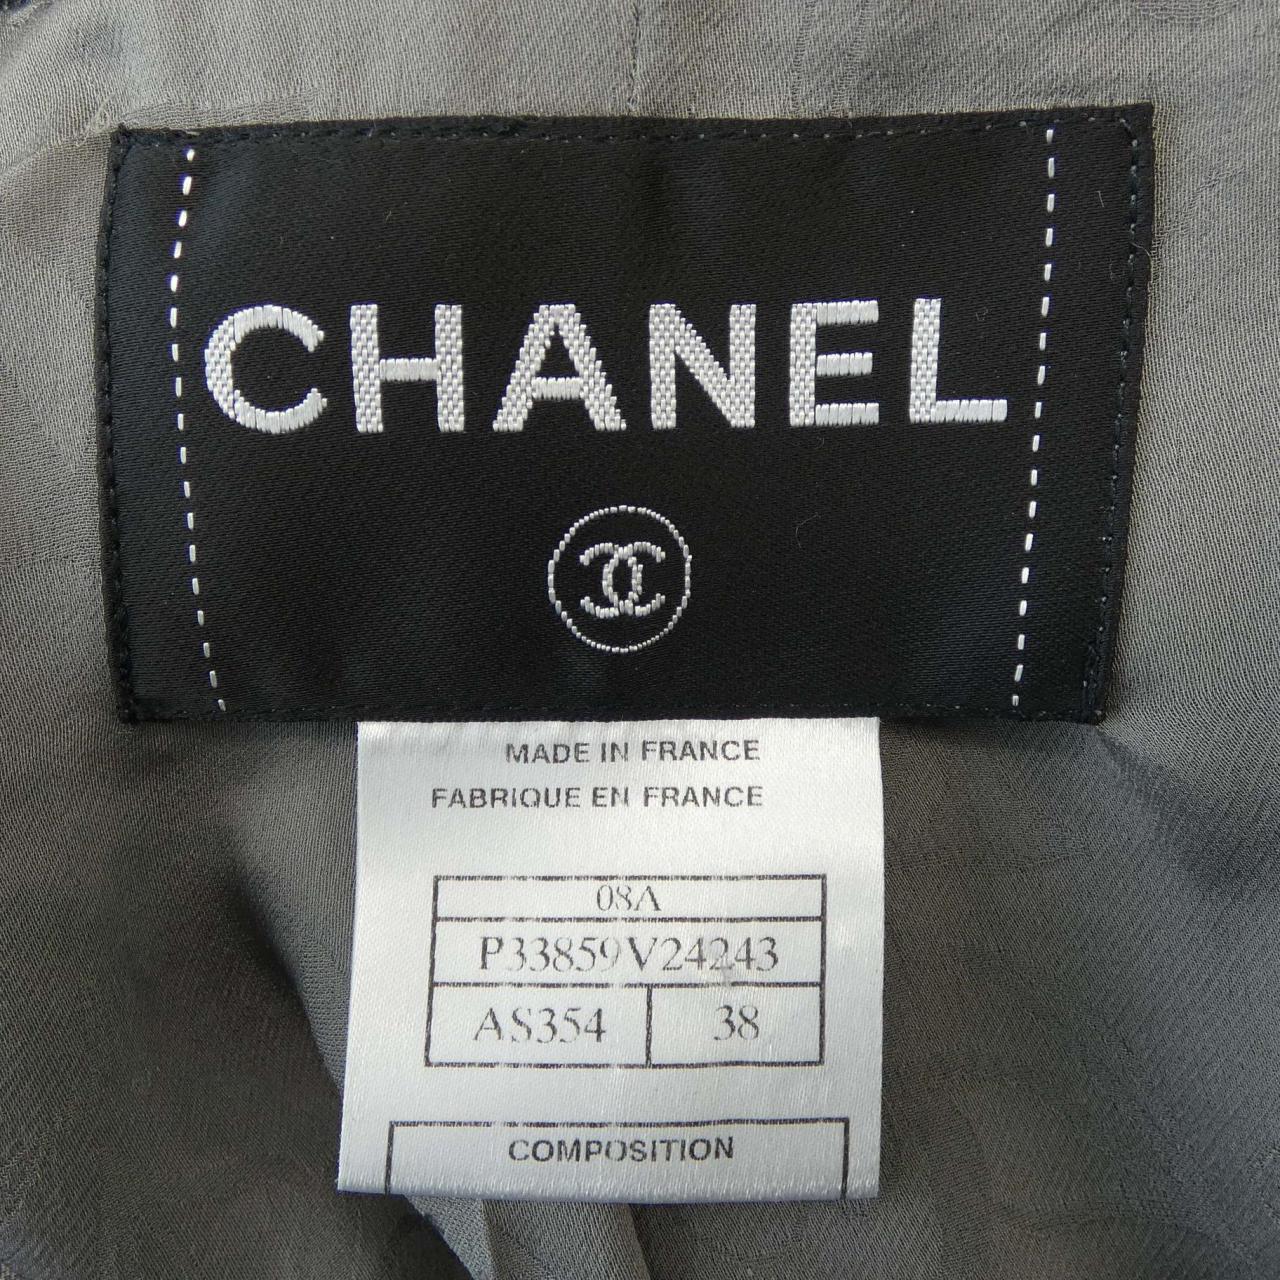 CHANEL
MADE IN FRANCE
FABRIQUE EN FRANCE
08A
P33859V24243
AS354 38
COMPOSITION